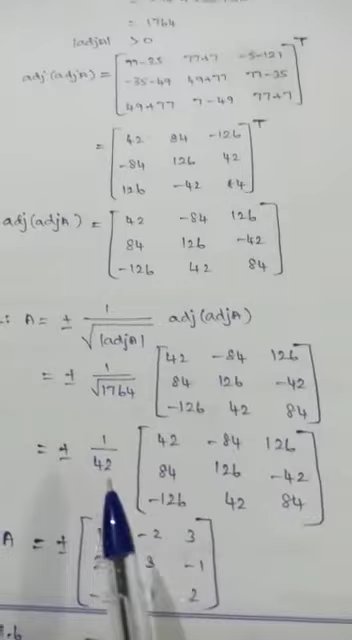 = 1764
|adjA| > 0
adj(adjA) = [99-35 77+7 -5-121]T
-35-49 49+77 77-35
49+77 7-49 77+7
= [42 84 -126]T
-84 126 42
126 -42 84
adj(adjA) = [42 -84 126]
84 126 -42
-126 42 84
∴ A = ± 1/√|adjA| adj(adjA)
= ± 1/√1764 [42 -84 126]
84 126 -42
-126 42 84
= ± 1/42 [42 -84 126]
84 126 -42
-126 42 84
A = ± [ -2 3]
3 -1
2